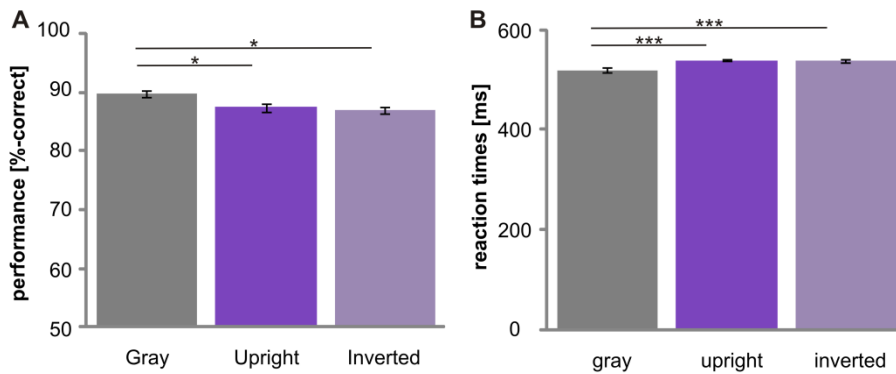 A
performance [%-correct]
100
90
80
70
60
50
*
*
Gray
Upright
Inverted
B
reaction times [ms]
600
400
200
0
***
***
gray
upright
inverted